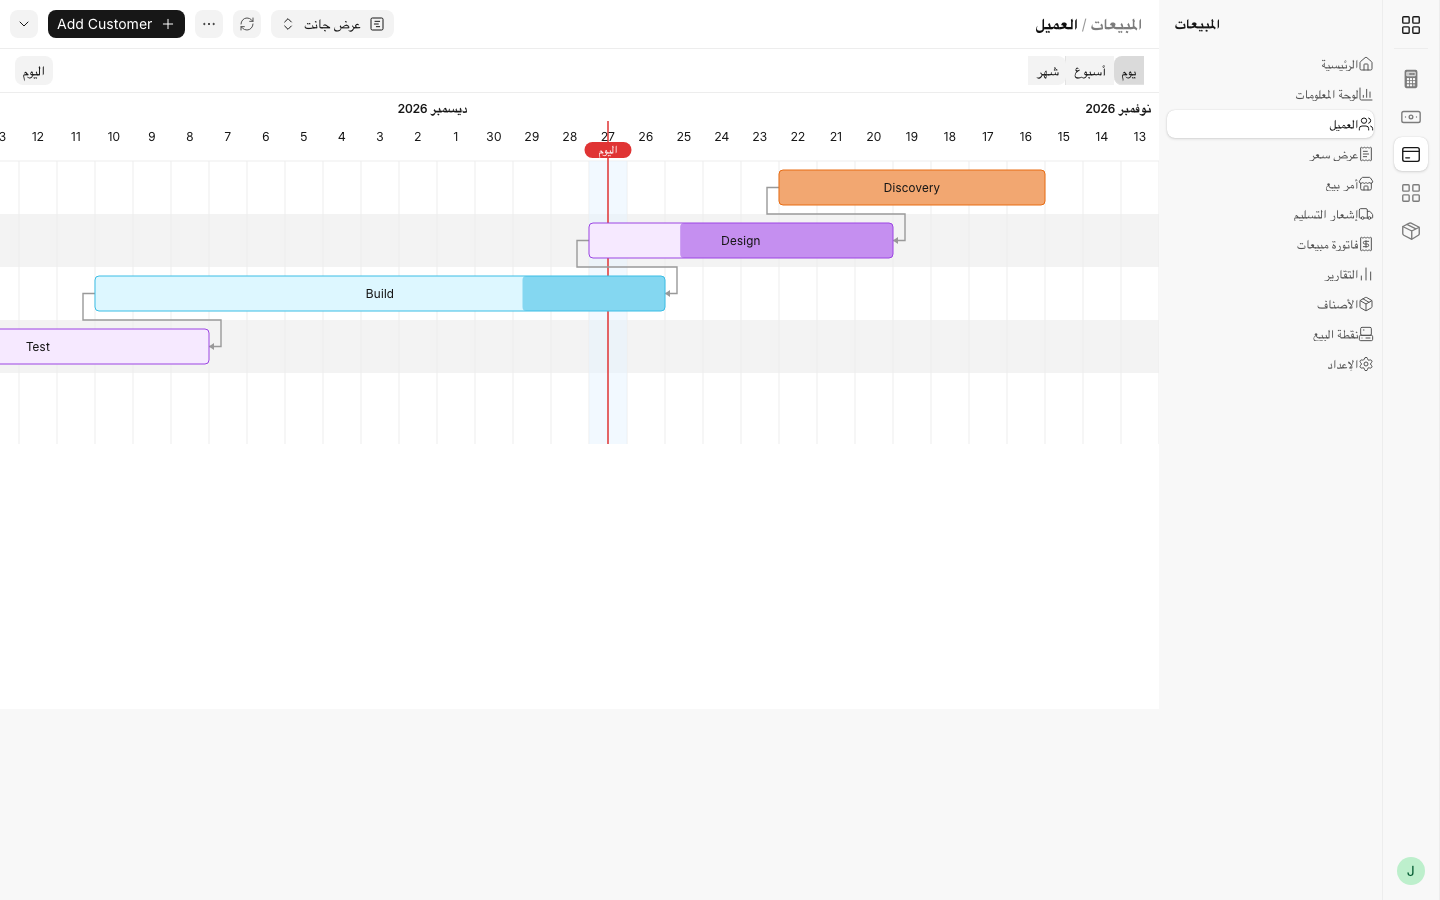 المبيعات
الرئيسية
لوحة المعلومات
العميل
عرض سعر
أمر بيع
إشعار التسليم
فاتورة مبيعات
التقارير
الأصناف
نقطة البيع
الإعداد
J
المبيعات / العميل
عرض جانت
Add Customer
يوم
أسبوع
شهر
اليوم
نوفمبر 2026
ديسمبر 2026
13 14 15 16 17 18 19 20 21 22 23 24 25 26 27 28 29 30 1 2 3 4 5 6 7 8 9 10 11 12 3
اليوم
Discovery
Design
Build
Test